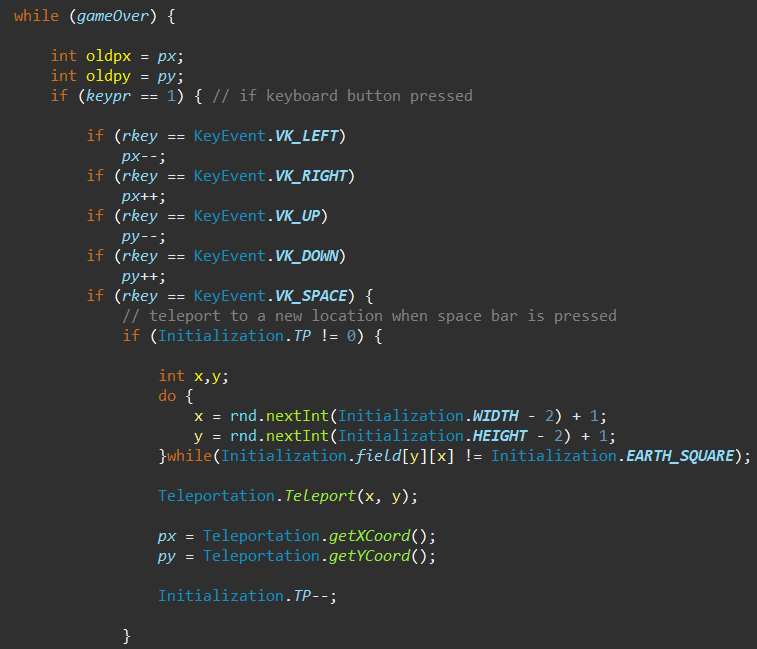 while (gameOver) {
int oldpx = px;
int oldpy = py;
if (keypr == 1) { // if keyboard button pressed
if (rkey == KeyEvent.VK_LEFT)
px--;
if (rkey == KeyEvent.VK_RIGHT)
px++;
if (rkey == KeyEvent.VK_UP)
py--;
if (rkey == KeyEvent.VK_DOWN)
py++;
if (rkey == KeyEvent.VK_SPACE) {
// teleport to a new location when space bar is pressed
if (Initialization.TP != 0) {
int x,y;
do {
x = rnd.nextInt(Initialization.WIDTH - 2) + 1;
y = rnd.nextInt(Initialization.HEIGHT - 2) + 1;
}while(Initialization.field[y][x] != Initialization.EARTH_SQUARE);
Teleportation.Teleport(x, y);
px = Teleportation.getXCoord();
py = Teleportation.getYCoord();
Initialization.TP--;
}